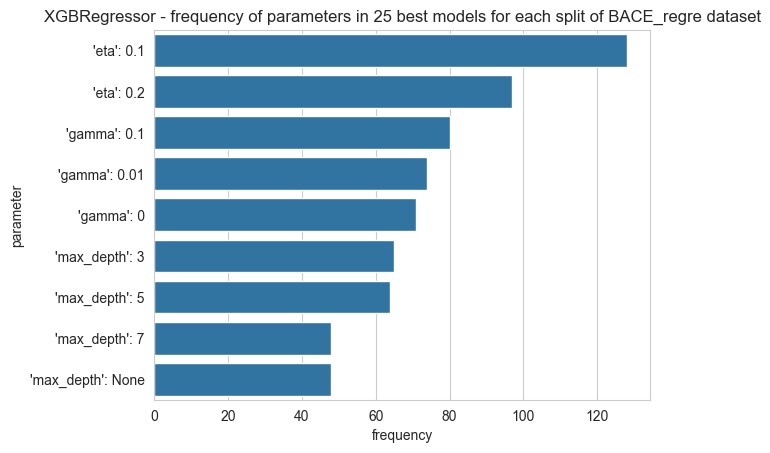 XGBRegressor - frequency of parameters in 25 best models for each split of BACE_regre dataset
'eta': 0.1
'eta': 0.2
'gamma': 0.1
'gamma': 0.01
'gamma': 0
'max_depth': 3
'max_depth': 5
'max_depth': 7
'max_depth': None
parameter
0 20 40 60 80 100 120
frequency